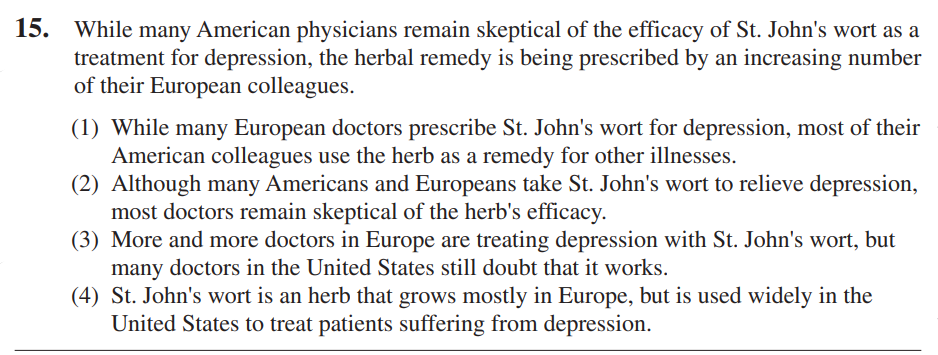 15. While many American physicians remain skeptical of the efficacy of St. John's wort as a
treatment for depression, the herbal remedy is being prescribed by an increasing number
of their European colleagues.
(1) While many European doctors prescribe St. John's wort for depression, most of their
American colleagues use the herb as a remedy for other illnesses.
(2) Although many Americans and Europeans take St. John's wort to relieve depression,
most doctors remain skeptical of the herb's efficacy.
(3) More and more doctors in Europe are treating depression with St. John's wort, but
many doctors in the United States still doubt that it works.
(4) St. John's wort is an herb that grows mostly in Europe, but is used widely in the
United States to treat patients suffering from depression.